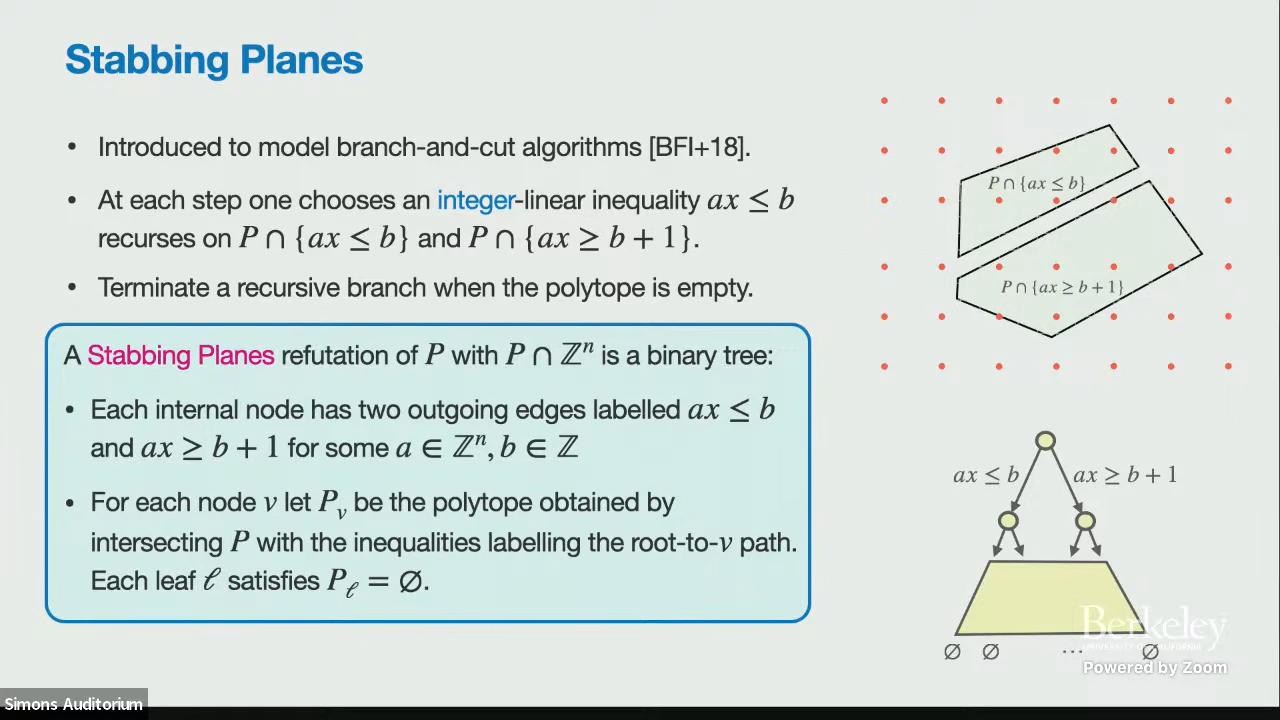 Stabbing Planes
• Introduced to model branch-and-cut algorithms [BFI+18].
• At each step one chooses an integer-linear inequality ax ≤ b
recurses on P ∩ {ax ≤ b} and P ∩ {ax ≥ b + 1}.
• Terminate a recursive branch when the polytope is empty.
A Stabbing Planes refutation of P with P ∩ ℤⁿ is a binary tree:
• Each internal node has two outgoing edges labelled ax ≤ b
and ax ≥ b + 1 for some a ∈ ℤⁿ, b ∈ ℤ
• For each node v let Pᵥ be the polytope obtained by
intersecting P with the inequalities labelling the root-to-v path.
Each leaf ℓ satisfies P_ℓ = ∅.
P ∩ {ax ≤ b}
P ∩ {ax ≥ b + 1}
ax ≤ b
ax ≥ b + 1
∅ ∅ ⋯ ∅
Berkeley
UNIVERSITY OF CALIFORNIA
Powered by Zoom
Simons Auditorium